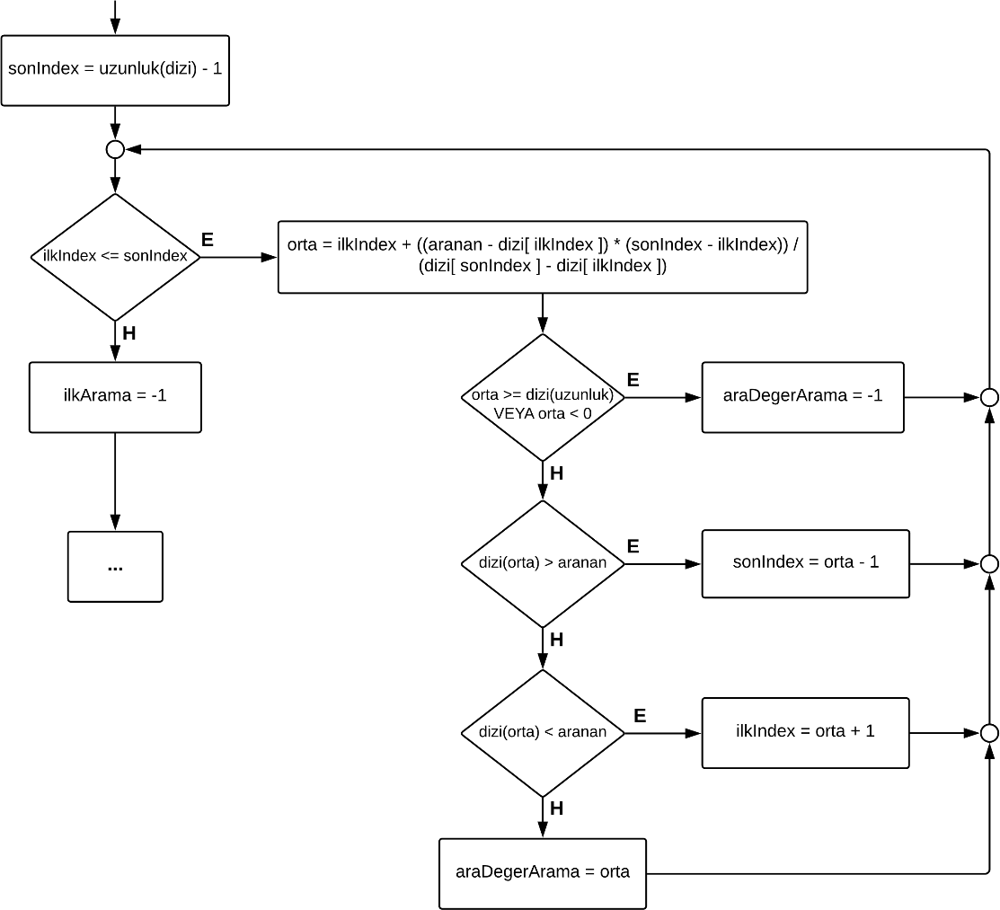 sonIndex = uzunluk(dizi) - 1
ilkIndex <= sonIndex
E
orta = ilkIndex + ((aranan - dizi[ ilkIndex ]) * (sonIndex - ilkIndex)) /
(dizi[ sonIndex ] - dizi[ ilkIndex ])
H
ilkArama = -1
...
orta >= dizi(uzunluk)
VEYA orta < 0
E
araDegerArama = -1
H
dizi(orta) > aranan
E
sonIndex = orta - 1
H
dizi(orta) < aranan
E
ilkIndex = orta + 1
H
araDegerArama = orta